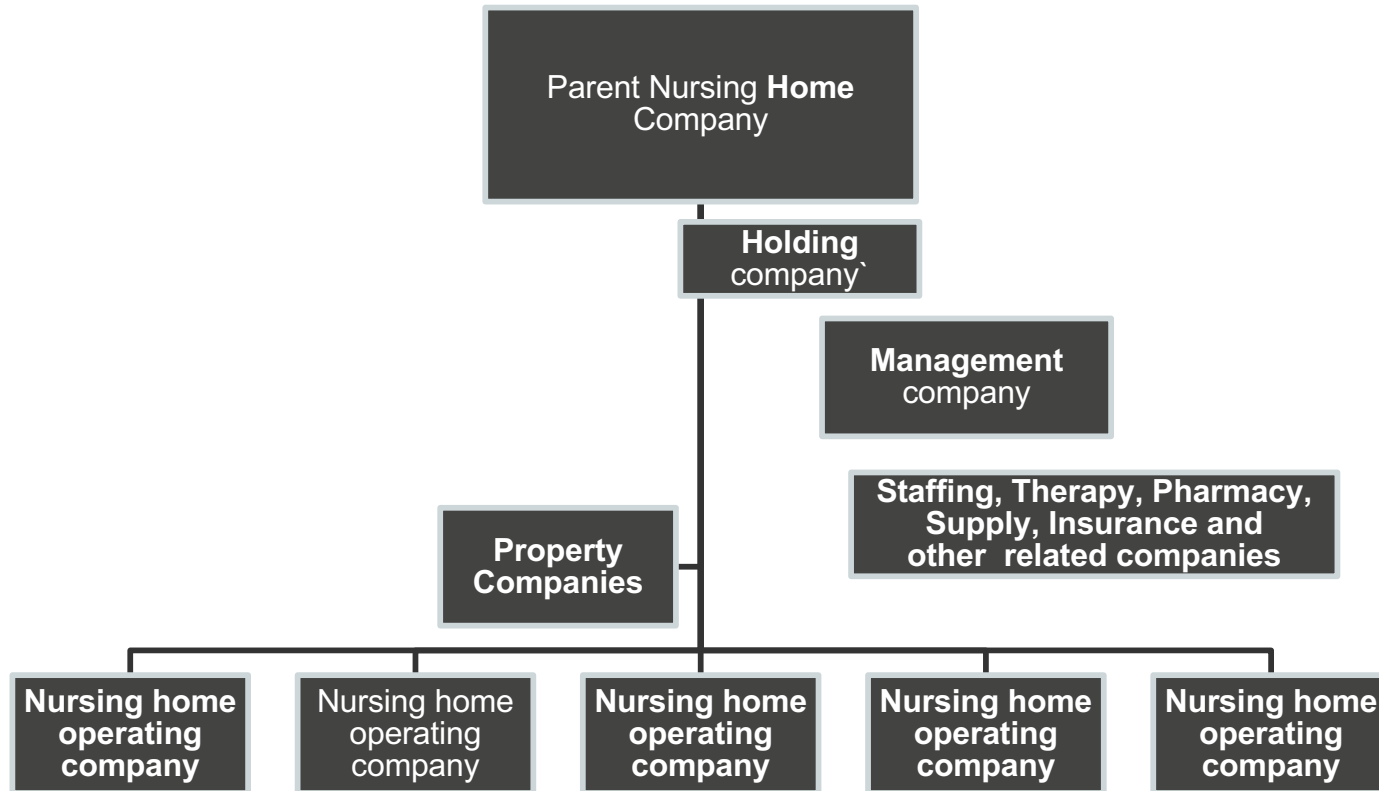 Parent Nursing Home
Company
Holding
company`
Management
company
Staffing, Therapy, Pharmacy,
Supply, Insurance and
other  related companies
Property
Companies
Nursing home
operating
company
Nursing home
operating
company
Nursing home
operating
company
Nursing home
operating
company
Nursing home
operating
company